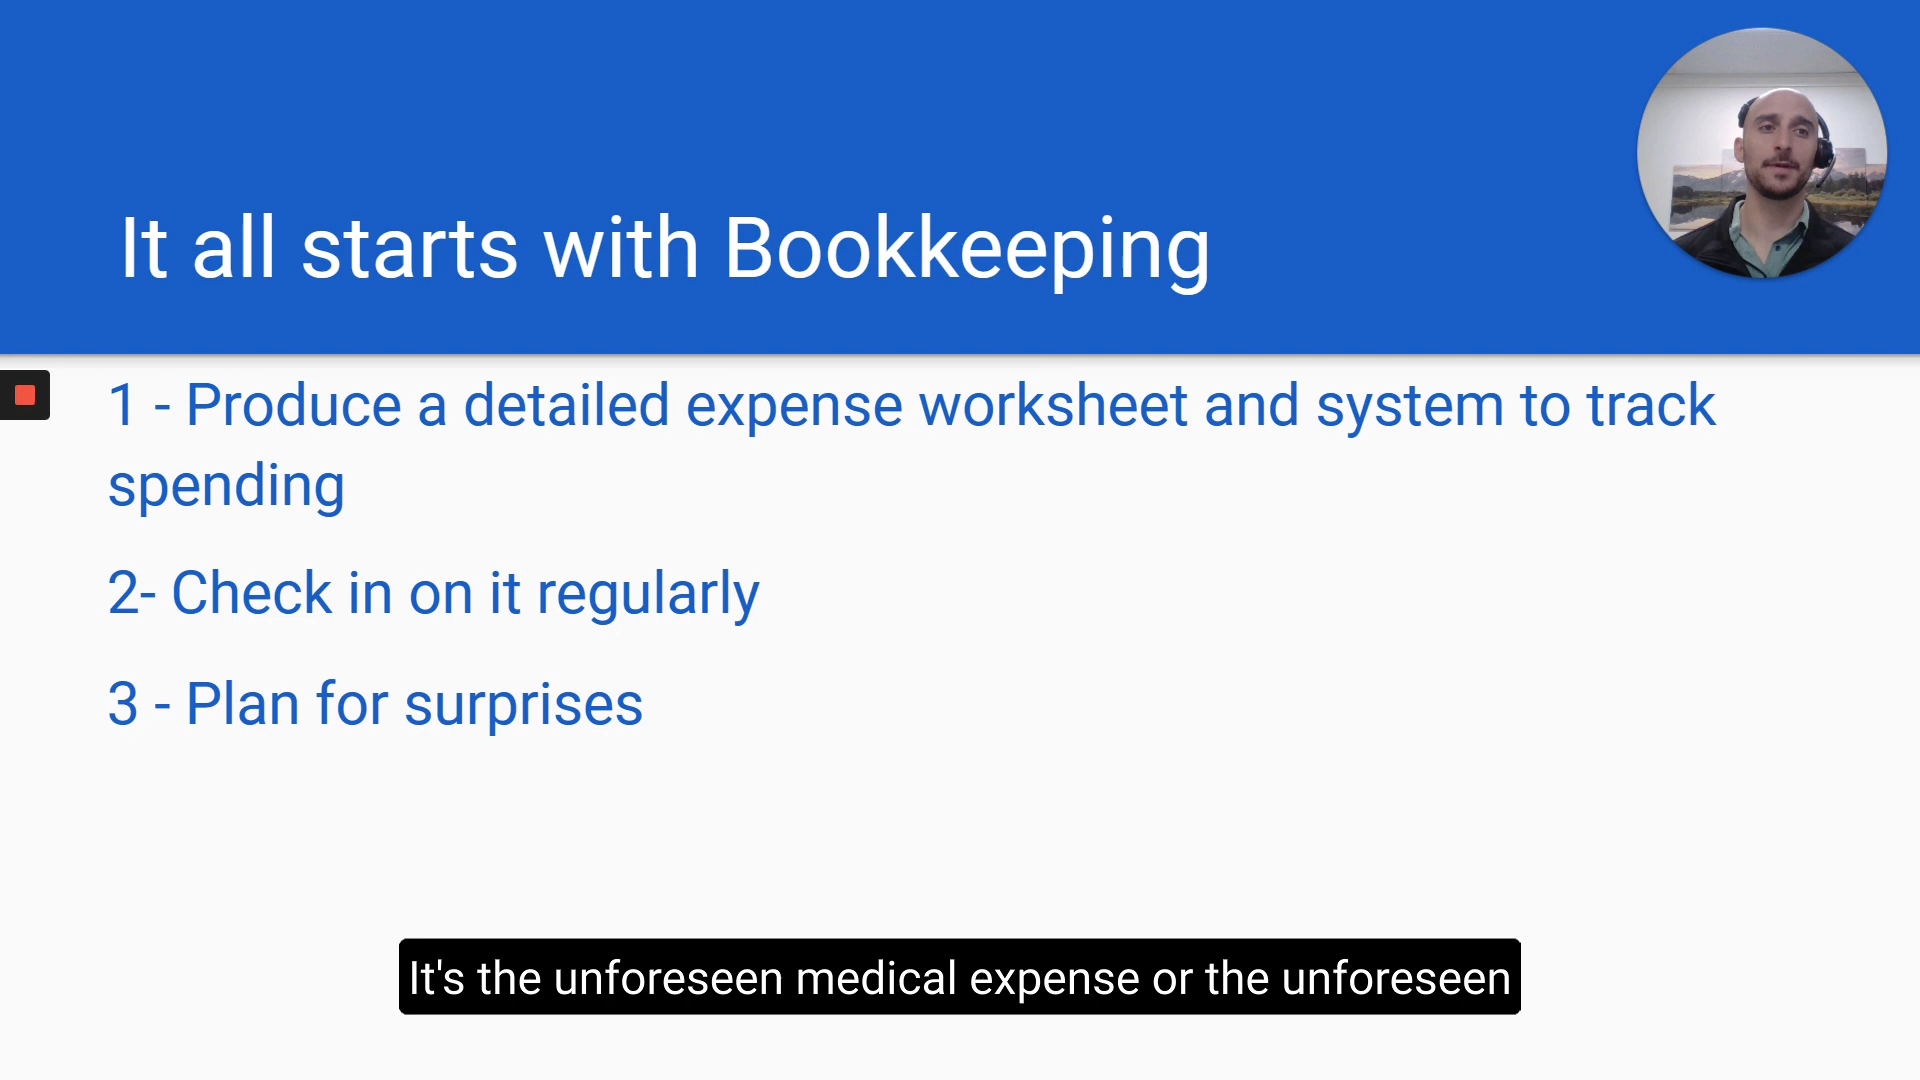 It all starts with Bookkeeping
1 - Produce a detailed expense worksheet and system to track
spending
2- Check in on it regularly
3 - Plan for surprises
It's the unforeseen medical expense or the unforeseen